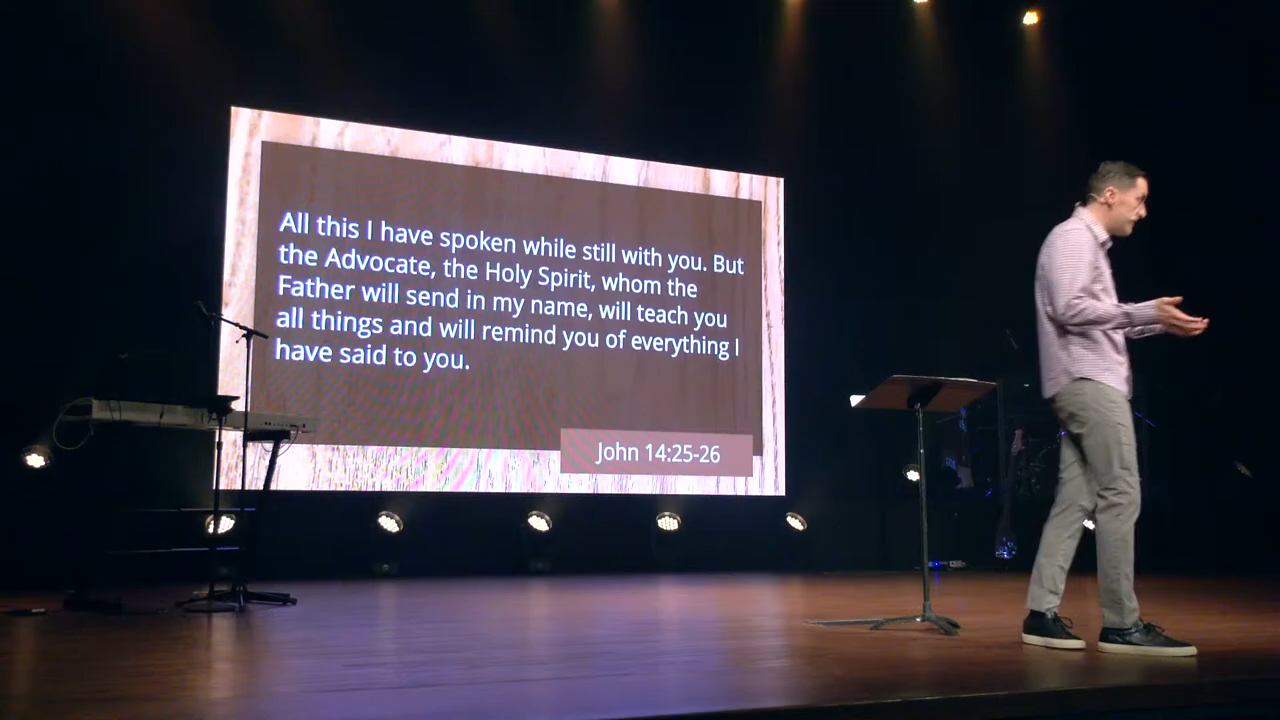 All this I have spoken while still with you. But
the Advocate, the Holy Spirit, whom the
Father will send in my name, will teach you
all things and will remind you of everything I
have said to you.
John 14:25-26